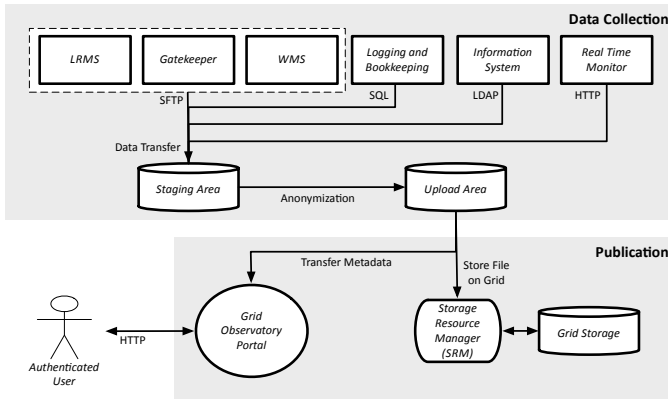 Data Collection
LRMS
Gatekeeper
WMS
Logging and
Bookkeeping
Information
System
Real Time
Monitor
SFTP
SQL
LDAP
HTTP
Data Transfer
Staging Area
Anonymization
Upload Area
Publication
Transfer Metadata
Store File
on Grid
Grid
Observatory
Portal
Storage
Resource
Manager
(SRM)
Grid Storage
HTTP
Authenticated
User